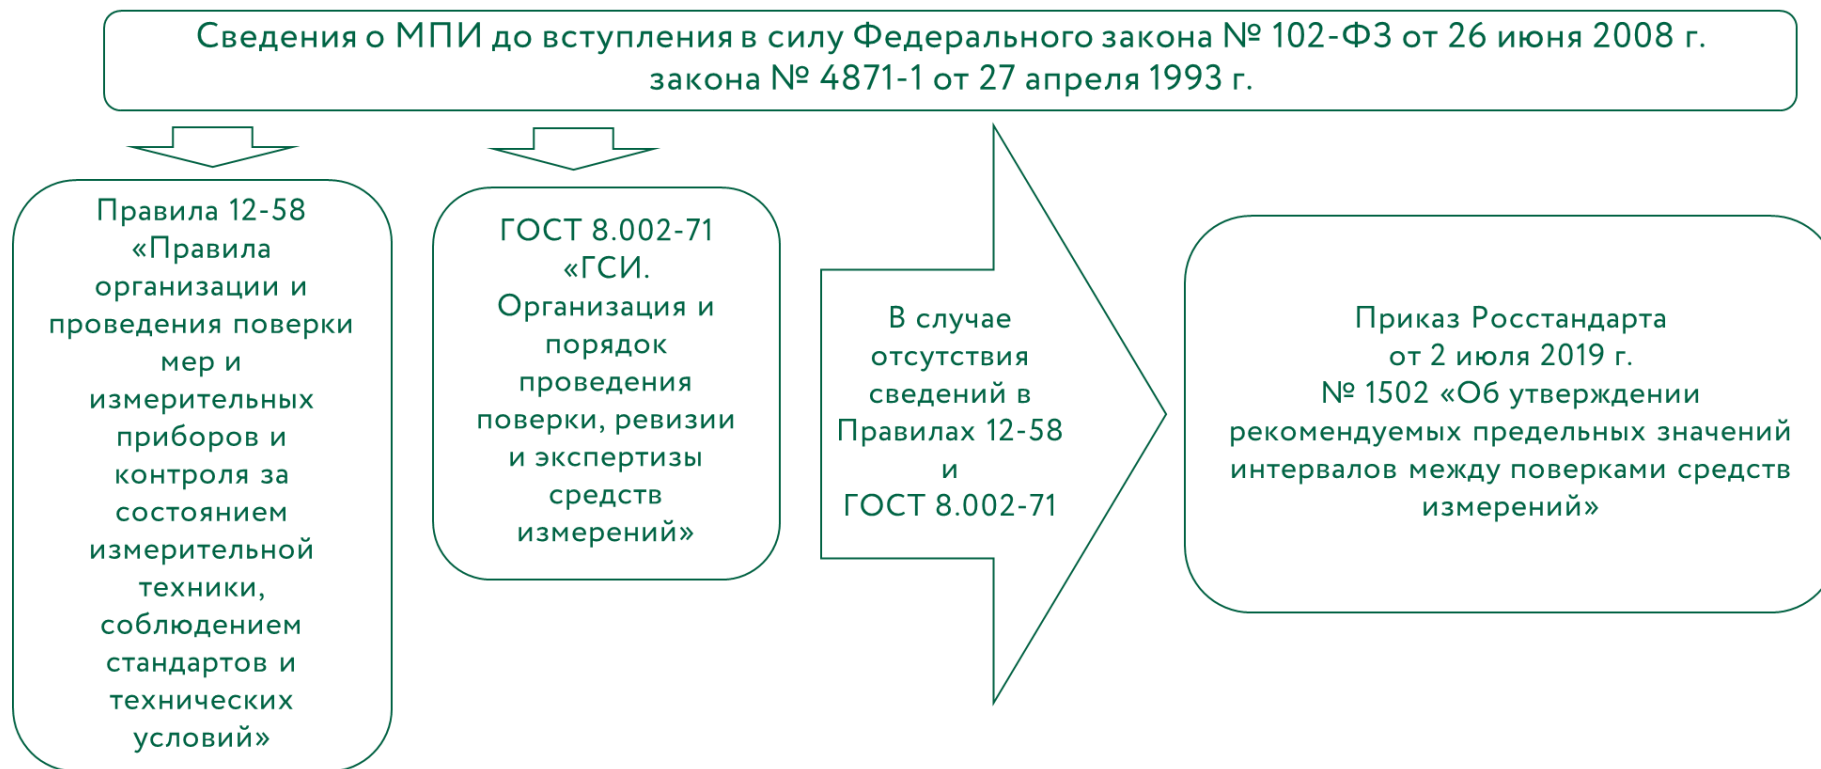 Сведения о МПИ до вступления в силу Федерального закона № 102-ФЗ от 26 июня 2008 г.
закона № 4871-1 от 27 апреля 1993 г.
Правила 12-58
«Правила
организации и
проведения поверки
мер и
измерительных
приборов и
контроля за
состоянием
измерительной
техники,
соблюдением
стандартов и
технических
условий»
ГОСТ 8.002-71
«ГСИ.
Организация и
порядок
проведения
поверки, ревизии
и экспертизы
средств
измерений»
В случае
отсутствия
сведений в
Правилах 12-58
и
ГОСТ 8.002-71
Приказ Росстандарта
от 2 июля 2019 г.
№ 1502 «Об утверждении
рекомендуемых предельных значений
интервалов между поверками средств
измерений»